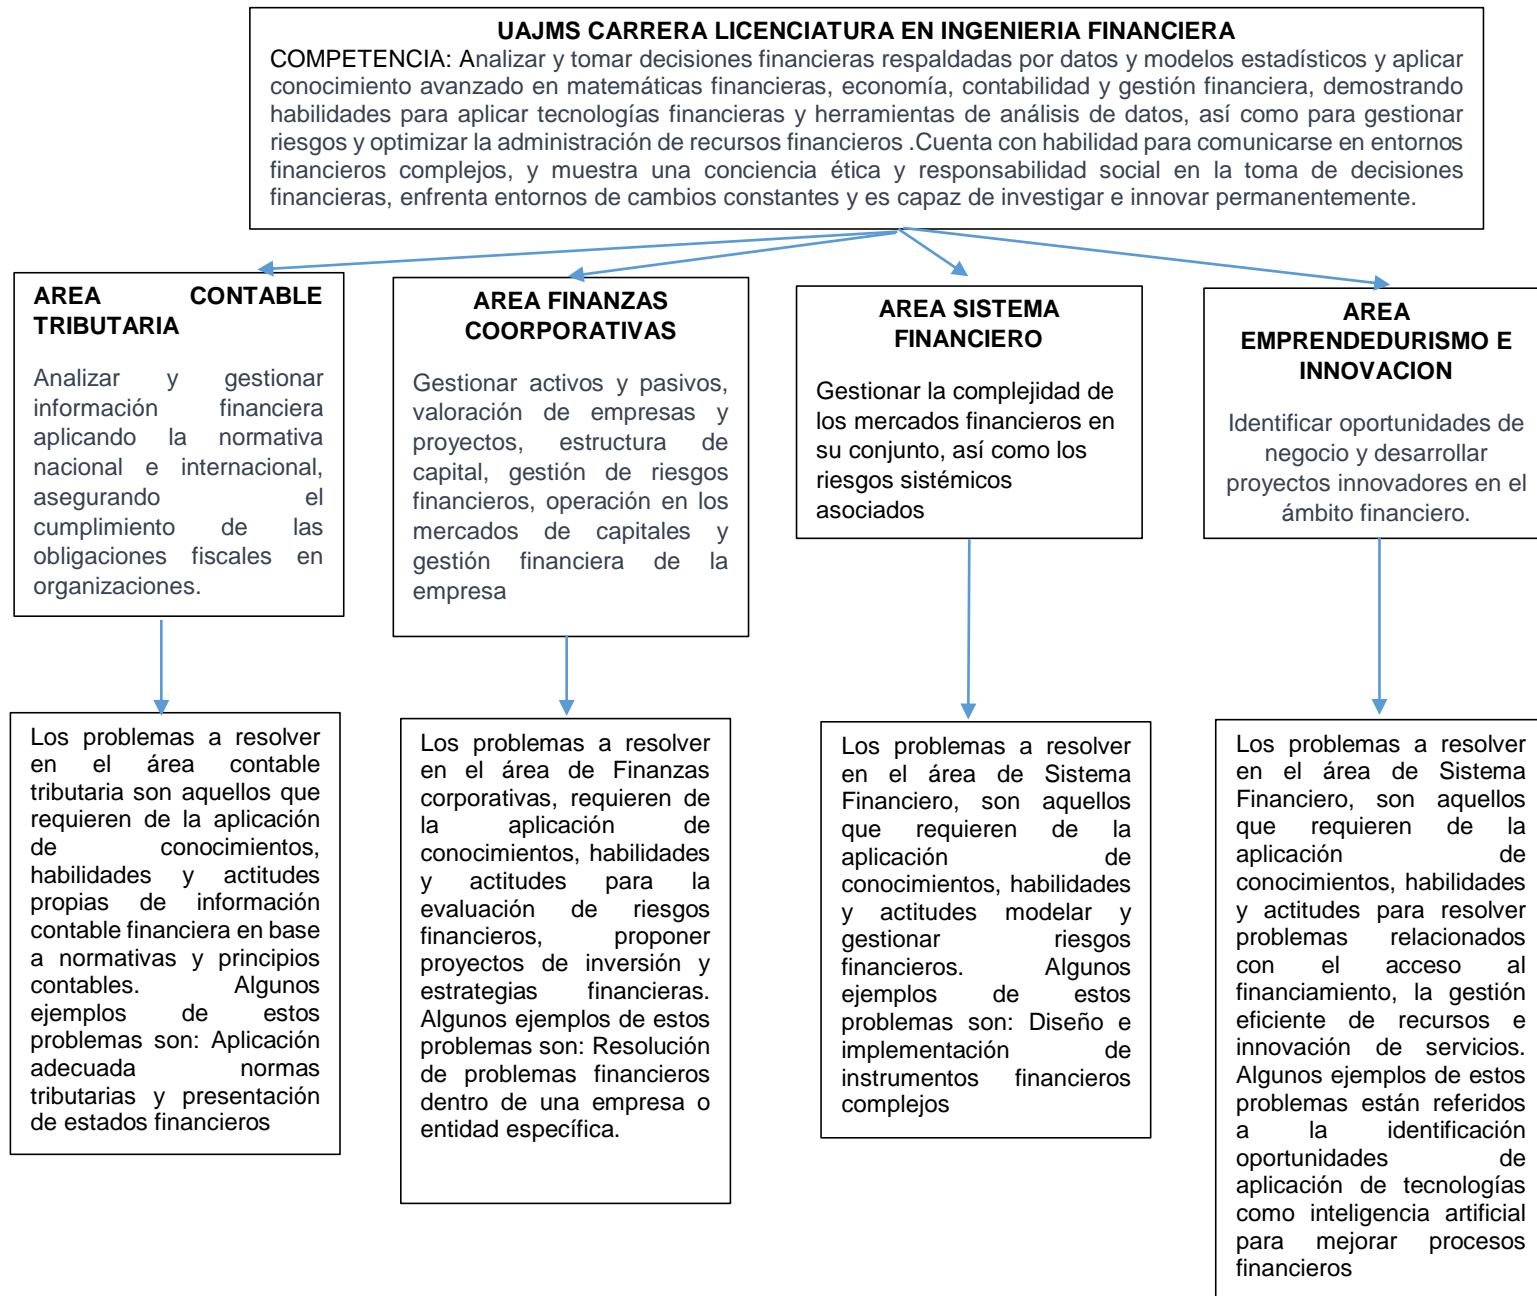 UAJMS CARRERA LICENCIATURA EN INGENIERIA FINANCIERA
COMPETENCIA: Analizar y tomar decisiones financieras respaldadas por datos y modelos estadísticos y aplicar
conocimiento avanzado en matemáticas financieras, economía, contabilidad y gestión financiera, demostrando
habilidades para aplicar tecnologías financieras y herramientas de análisis de datos, así como para gestionar
riesgos y optimizar la administración de recursos financieros .Cuenta con habilidad para comunicarse en entornos
financieros complejos, y muestra una conciencia ética y responsabilidad social en la toma de decisiones
financieras, enfrenta entornos de cambios constantes y es capaz de investigar e innovar permanentemente.
AREA CONTABLE
TRIBUTARIA
Analizar y gestionar
información financiera
aplicando la normativa
nacional e internacional,
asegurando el
cumplimiento de las
obligaciones fiscales en
organizaciones.
AREA FINANZAS
COORPORATIVAS
Gestionar activos y pasivos,
valoración de empresas y
proyectos, estructura de
capital, gestión de riesgos
financieros, operación en los
mercados de capitales y
gestión financiera de la
empresa
AREA SISTEMA
FINANCIERO
Gestionar la complejidad de
los mercados financieros en
su conjunto, así como los
riesgos sistémicos
asociados
AREA
EMPRENDEDURISMO E
INNOVACION
Identificar oportunidades de
negocio y desarrollar
proyectos innovadores en el
ámbito financiero.
Los problemas a resolver
en el área contable
tributaria son aquellos que
requieren de la aplicación
de conocimientos,
habilidades y actitudes
propias de información
contable financiera en base
a normativas y principios
contables. Algunos
ejemplos de estos
problemas son: Aplicación
adecuada normas
tributarias y presentación
de estados financieros
Los problemas a resolver
en el área de Finanzas
corporativas, requieren de
la aplicación de
conocimientos, habilidades
y actitudes para la
evaluación de riesgos
financieros, proponer
proyectos de inversión y
estrategias financieras.
Algunos ejemplos de estos
problemas son: Resolución
de problemas financieros
dentro de una empresa o
entidad específica.
Los problemas a resolver
en el área de Sistema
Financiero, son aquellos
que requieren de la
aplicación de
conocimientos, habilidades
y actitudes modelar y
gestionar riesgos
financieros. Algunos
ejemplos de estos
problemas son: Diseño e
implementación de
instrumentos financieros
complejos
Los problemas a resolver
en el área de Sistema
Financiero, son aquellos
que requieren de la
aplicación de
conocimientos, habilidades
y actitudes para resolver
problemas relacionados
con el acceso al
financiamiento, la gestión
eficiente de recursos e
innovación de servicios.
Algunos ejemplos de estos
problemas están referidos
a la identificación
oportunidades de
aplicación de tecnologías
como inteligencia artificial
para mejorar procesos
financieros